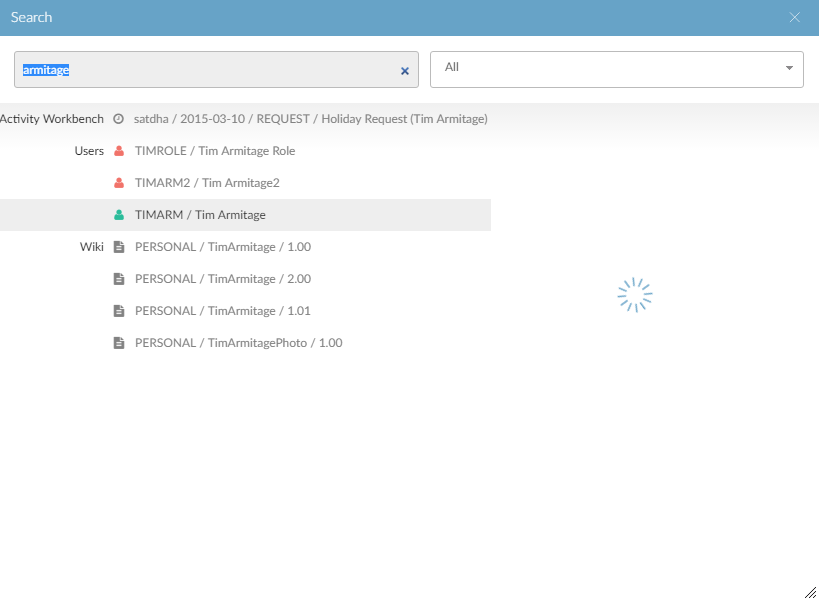 Search
armitage
All
Activity Workbench satdha / 2015-03-10 / REQUEST / Holiday Request (Tim Armitage)
Users TIMROLE / Tim Armitage Role
TIMARM2 / Tim Armitage2
TIMARM / Tim Armitage
Wiki PERSONAL / TimArmitage / 1.00
PERSONAL / TimArmitage / 2.00
PERSONAL / TimArmitage / 1.01
PERSONAL / TimArmitagePhoto / 1.00